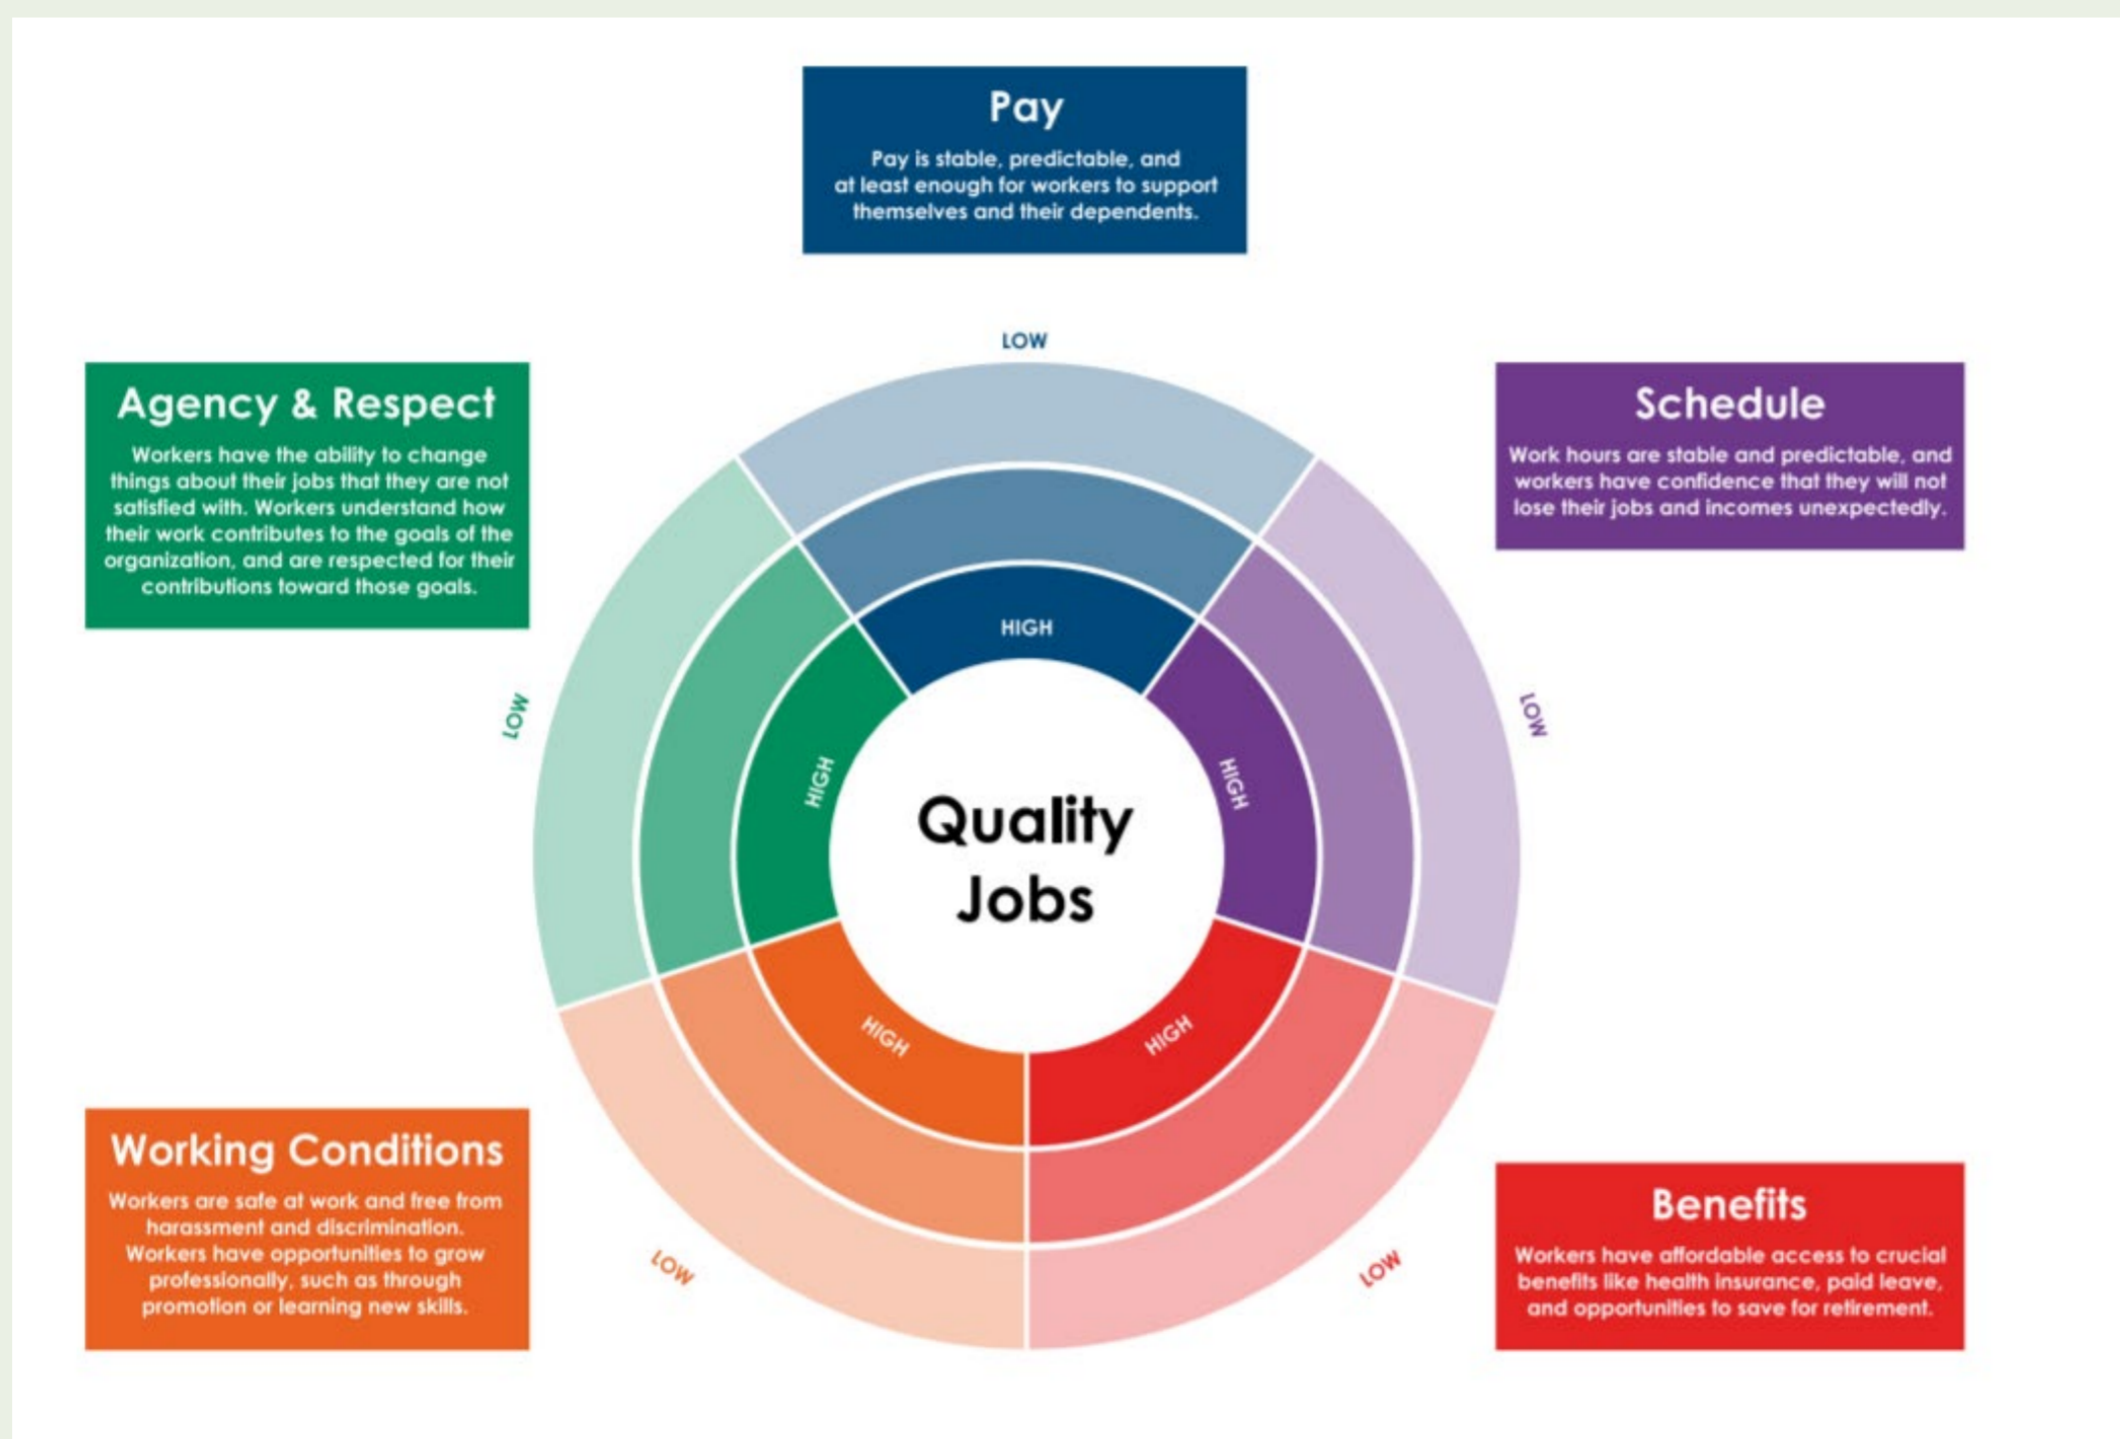 Pay
Pay is stable, predictable, and
at least enough for workers to support
themselves and their dependents.
LOW
Agency & Respect
Workers have the ability to change
things about their jobs that they are not
satisfied with. Workers understand how
their work contributes to the goals of the
organization, and are respected for their
contributions toward those goals.
Schedule
Work hours are stable and predictable, and
workers have confidence that they will not
lose their jobs and incomes unexpectedly.
HIGH
LOW
LOW
HIGH
HIGH
Quality
Jobs
HIGH
HIGH
Working Conditions
Workers are safe at work and free from
harassment and discrimination.
Workers have opportunities to grow
professionally, such as through
promotion or learning new skills.
LOW
LOW
Benefits
Workers have affordable access to crucial
benefits like health insurance, paid leave,
and opportunities to save for retirement.